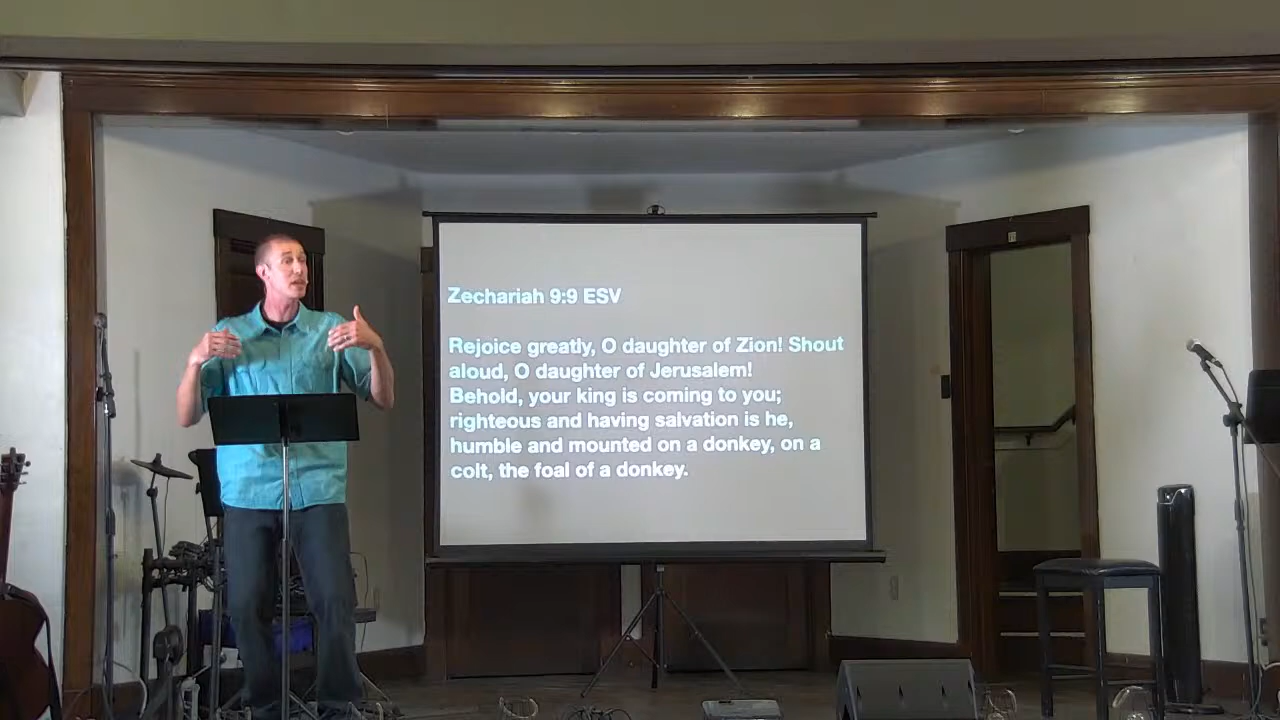 Zechariah 9:9 ESV
Rejoice greatly, O daughter of Zion! Shout
aloud, O daughter of Jerusalem!
Behold, your king is coming to you;
righteous and having salvation is he,
humble and mounted on a donkey, on a
colt, the foal of a donkey.